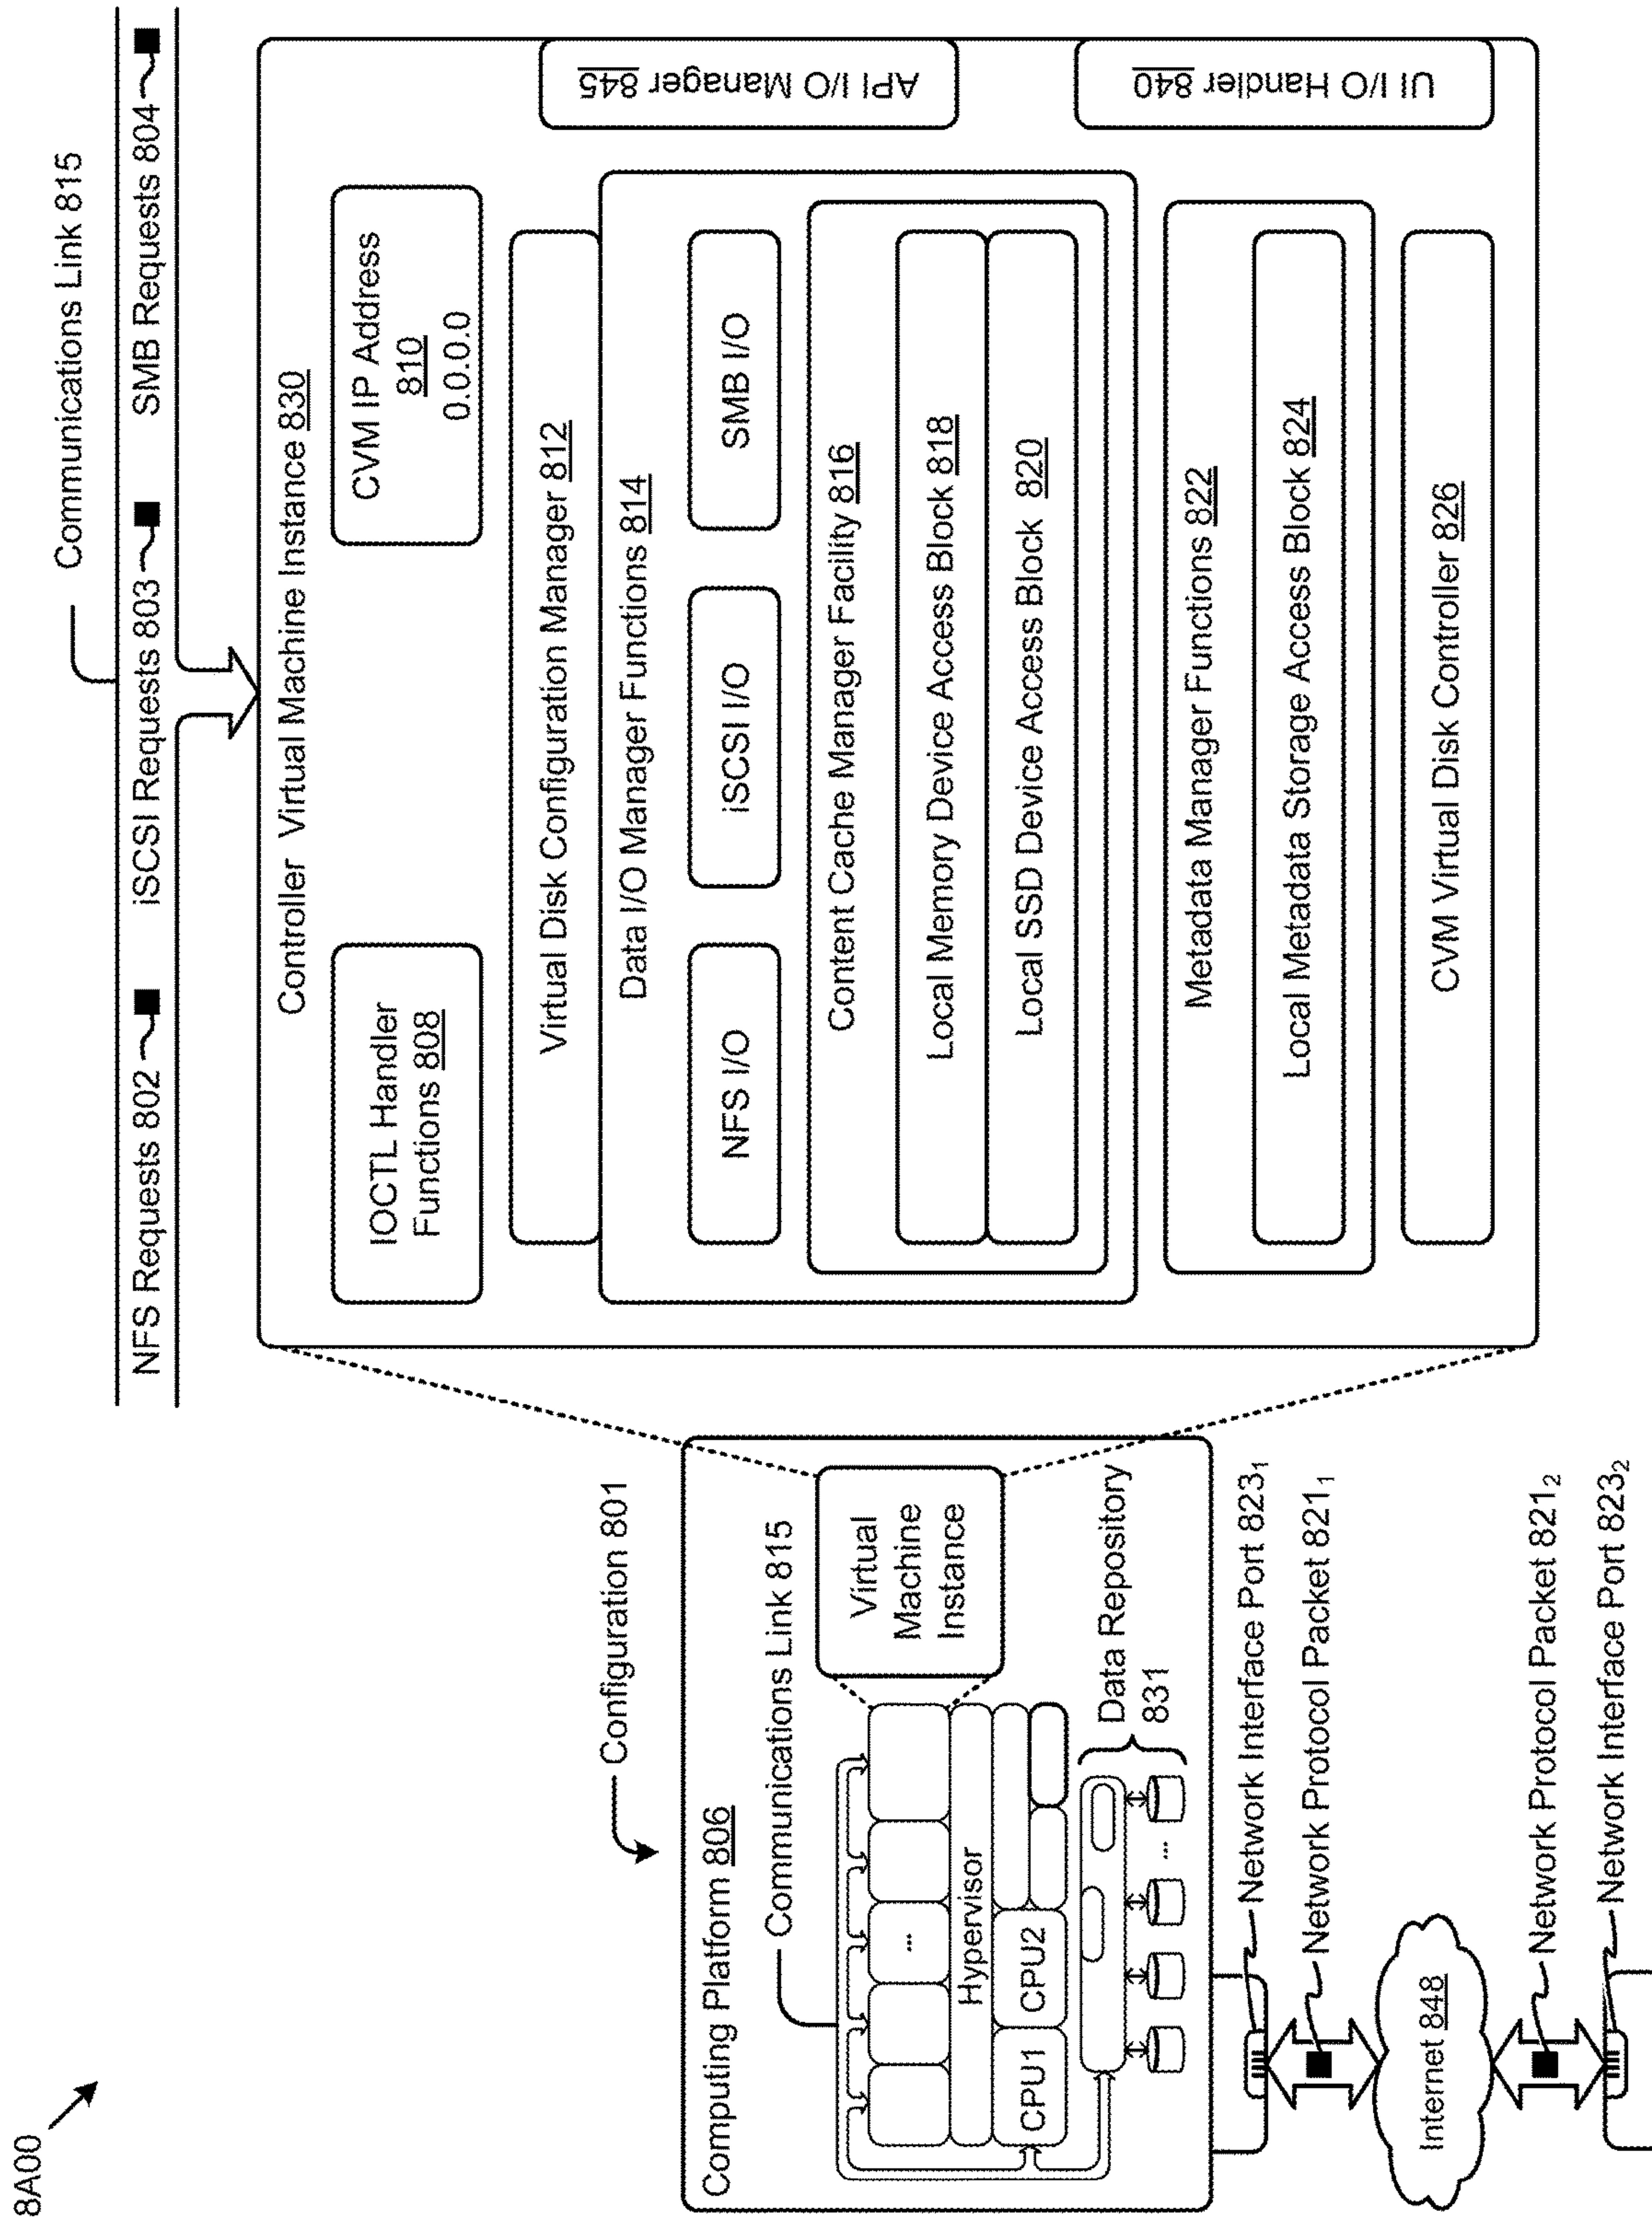 8A00
Communications Link 815
NFS Requests 802
iSCSI Requests 803
SMB Requests 804
Controller Virtual Machine Instance 830
IOCTL Handler
Functions 808
CVM IP Address
810
0.0.0.0
Virtual Disk Configuration Manager 812
Data I/O Manager Functions 814
NFS I/O
iSCSI I/O
SMB I/O
Content Cache Manager Facility 816
Local Memory Device Access Block 818
Local SSD Device Access Block 820
Metadata Manager Functions 822
Local Metadata Storage Access Block 824
CVM Virtual Disk Controller 826
API I/O Manager 845
UI I/O Handler 840
Configuration 801
Computing Platform 806
Communications Link 815
Virtual
Machine
Instance
...
Hypervisor
CPU1
CPU2
Data Repository
831
...
Network Interface Port 823₁
Network Protocol Packet 821₁
Internet 848
Network Protocol Packet 821₂
Network Interface Port 823₂